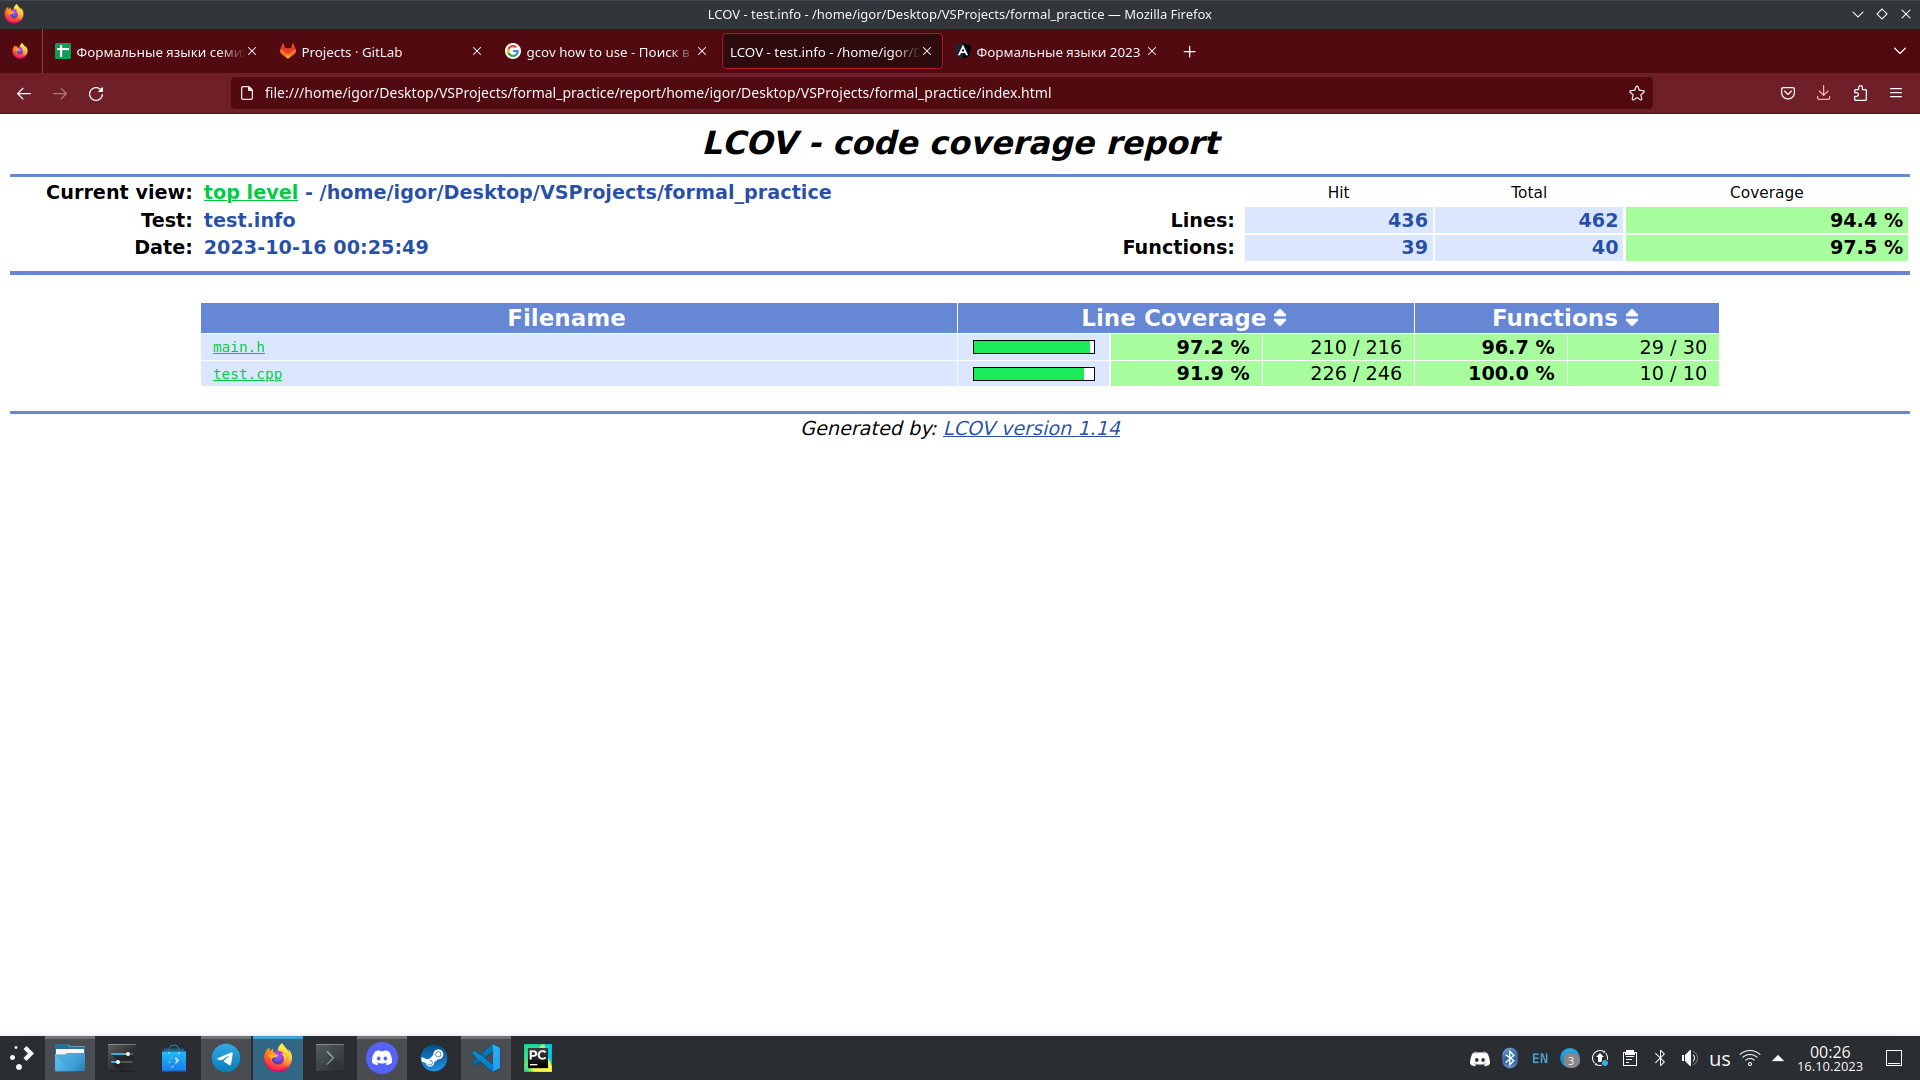 LCOV - test.info - /home/igor/Desktop/VSProjects/formal_practice — Mozilla Firefox
Формальные языки семи
Projects · GitLab
gcov how to use - Поиск в
LCOV - test.info - /home/igor/D
Формальные языки 2023
file:///home/igor/Desktop/VSProjects/formal_practice/report/home/igor/Desktop/VSProjects/formal_practice/index.html
LCOV - code coverage report
Current view: top level - /home/igor/Desktop/VSProjects/formal_practice Hit Total Coverage
Test: test.info Lines: 436 462 94.4 %
Date: 2023-10-16 00:25:49 Functions: 39 40 97.5 %
Filename Line Coverage Functions
main.h 97.2 % 210 / 216 96.7 % 29 / 30
test.cpp 91.9 % 226 / 246 100.0 % 10 / 10
Generated by: LCOV version 1.14
PC
EN
3
us
00:26
16.10.2023